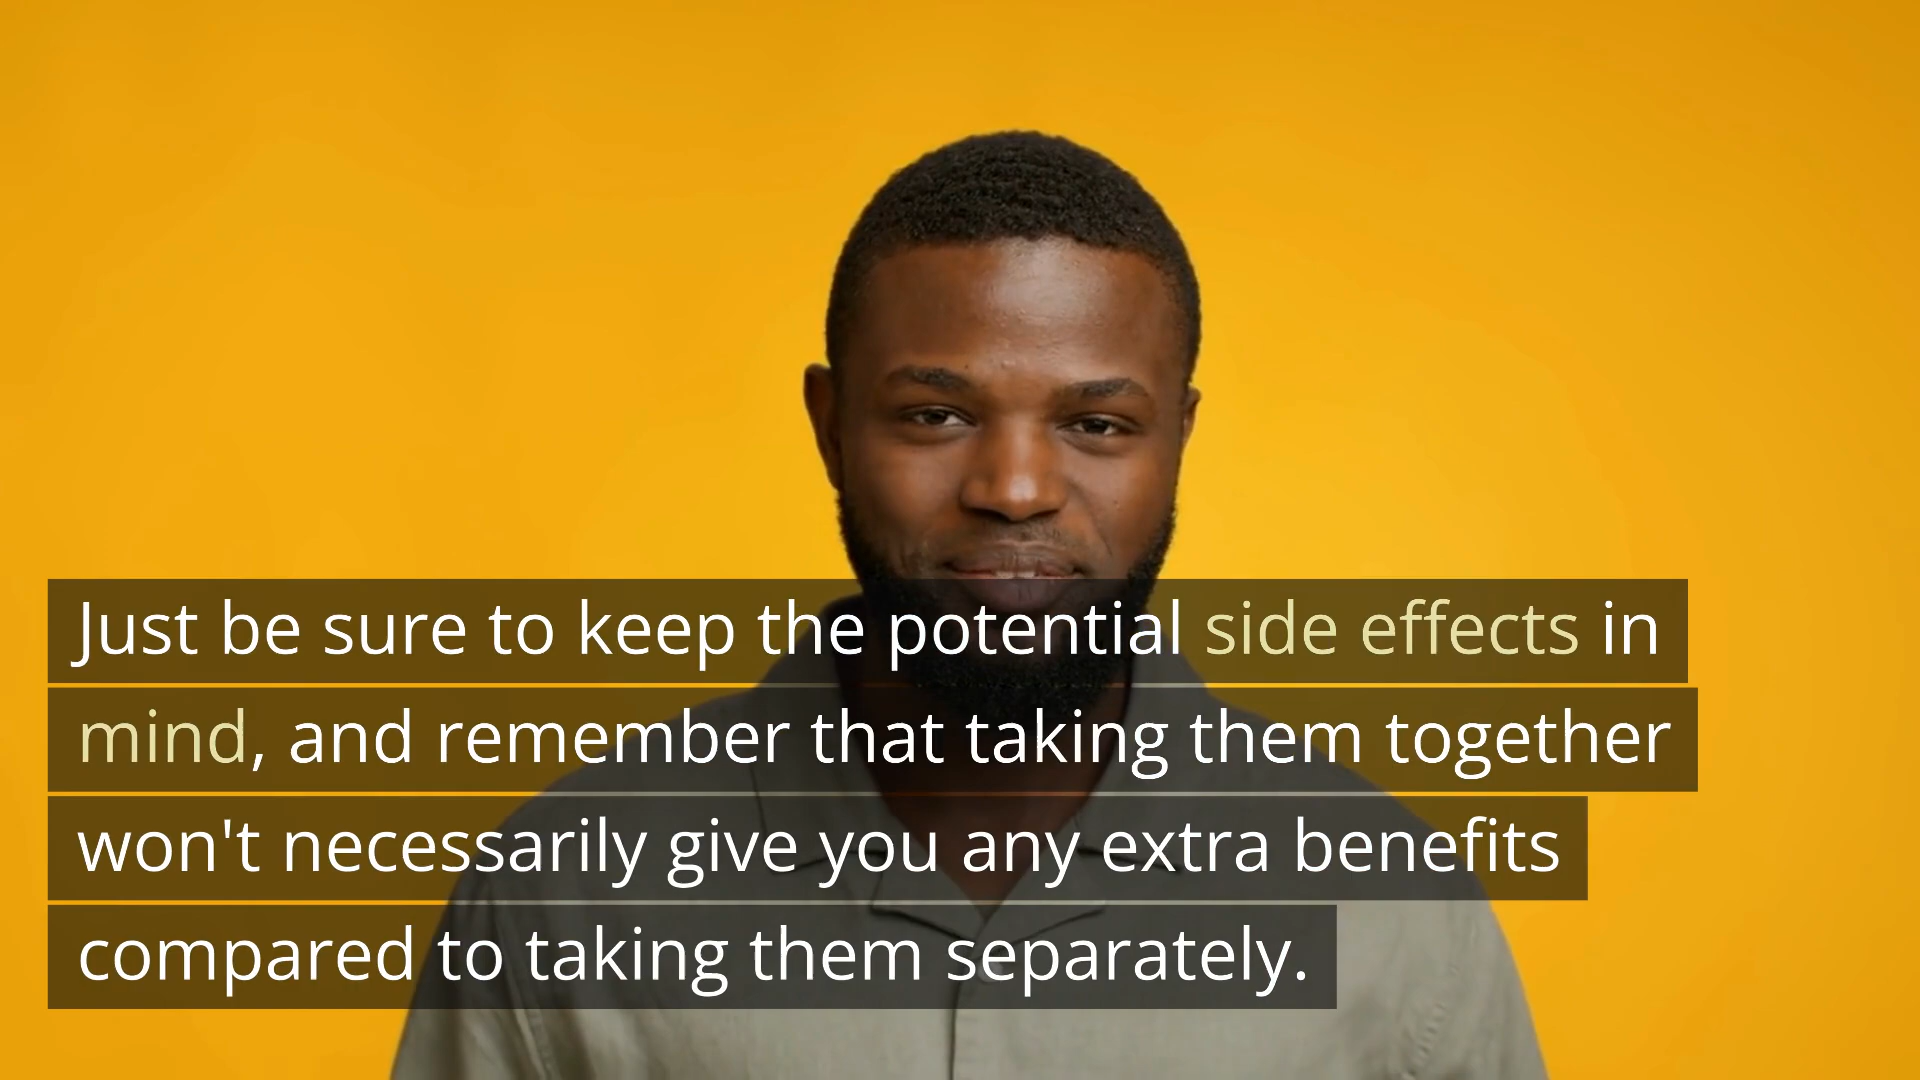 Just be sure to keep the potential side effects in
mind, and remember that taking them together
won't necessarily give you any extra benefits
compared to taking them separately.